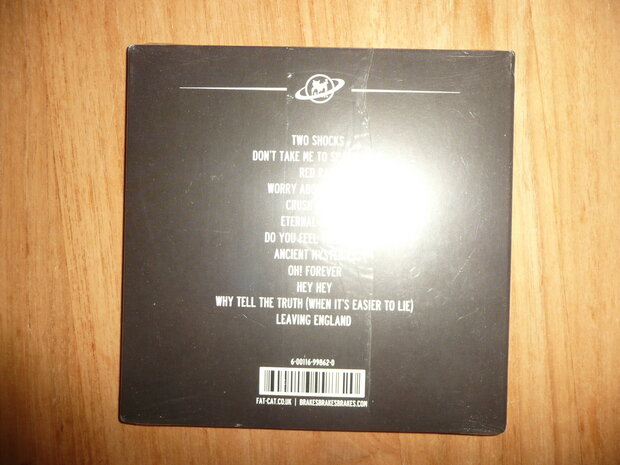 TWO SHOCKS
DON'T TAKE ME TO
RED
WORRY
ETERNAL
DO YOU FEEL
ANCIENT
OH! FOREVER
HEY HEY
WHY TELL THE TRUTH (WHEN IT'S EASIER TO LIE)
LEAVING ENGLAND
6-00116-99862-0
FAT-CAT.CO.UK | BRAKESBRAKESBRAKES.COM